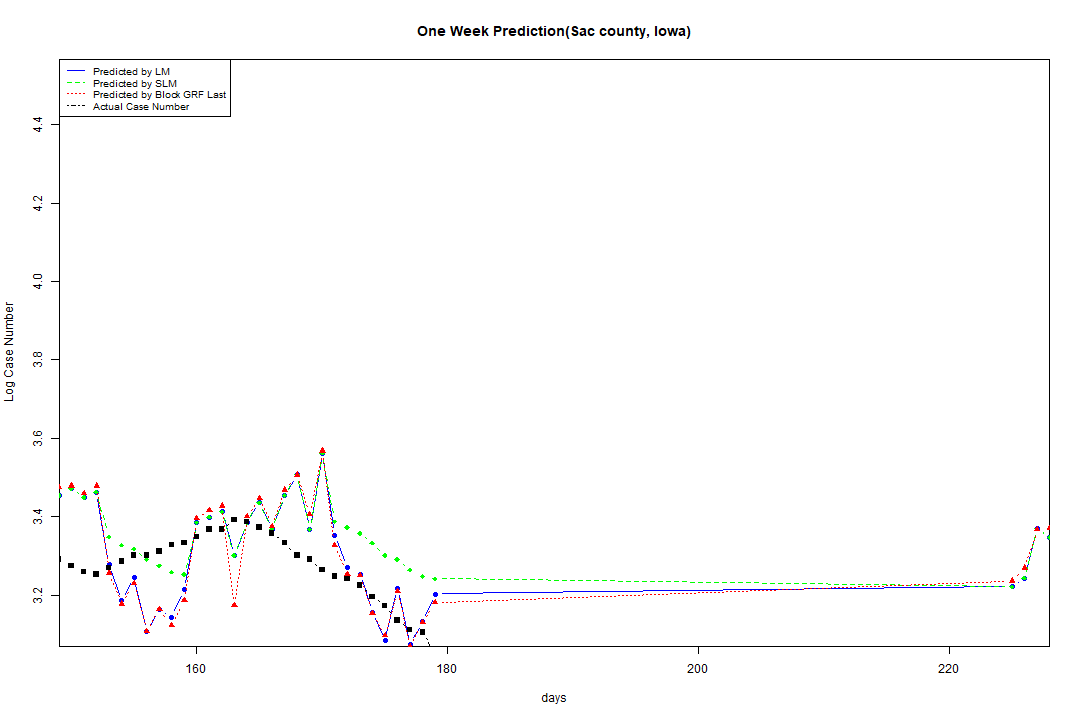 One Week Prediction(Sac county, Iowa)
Predicted by LM
Predicted by SLM
Predicted by Block GRF Last
Actual Case Number
4.4
4.2
4.0
3.8
3.6
3.4
3.2
Log Case Number
160
180
200
220
days